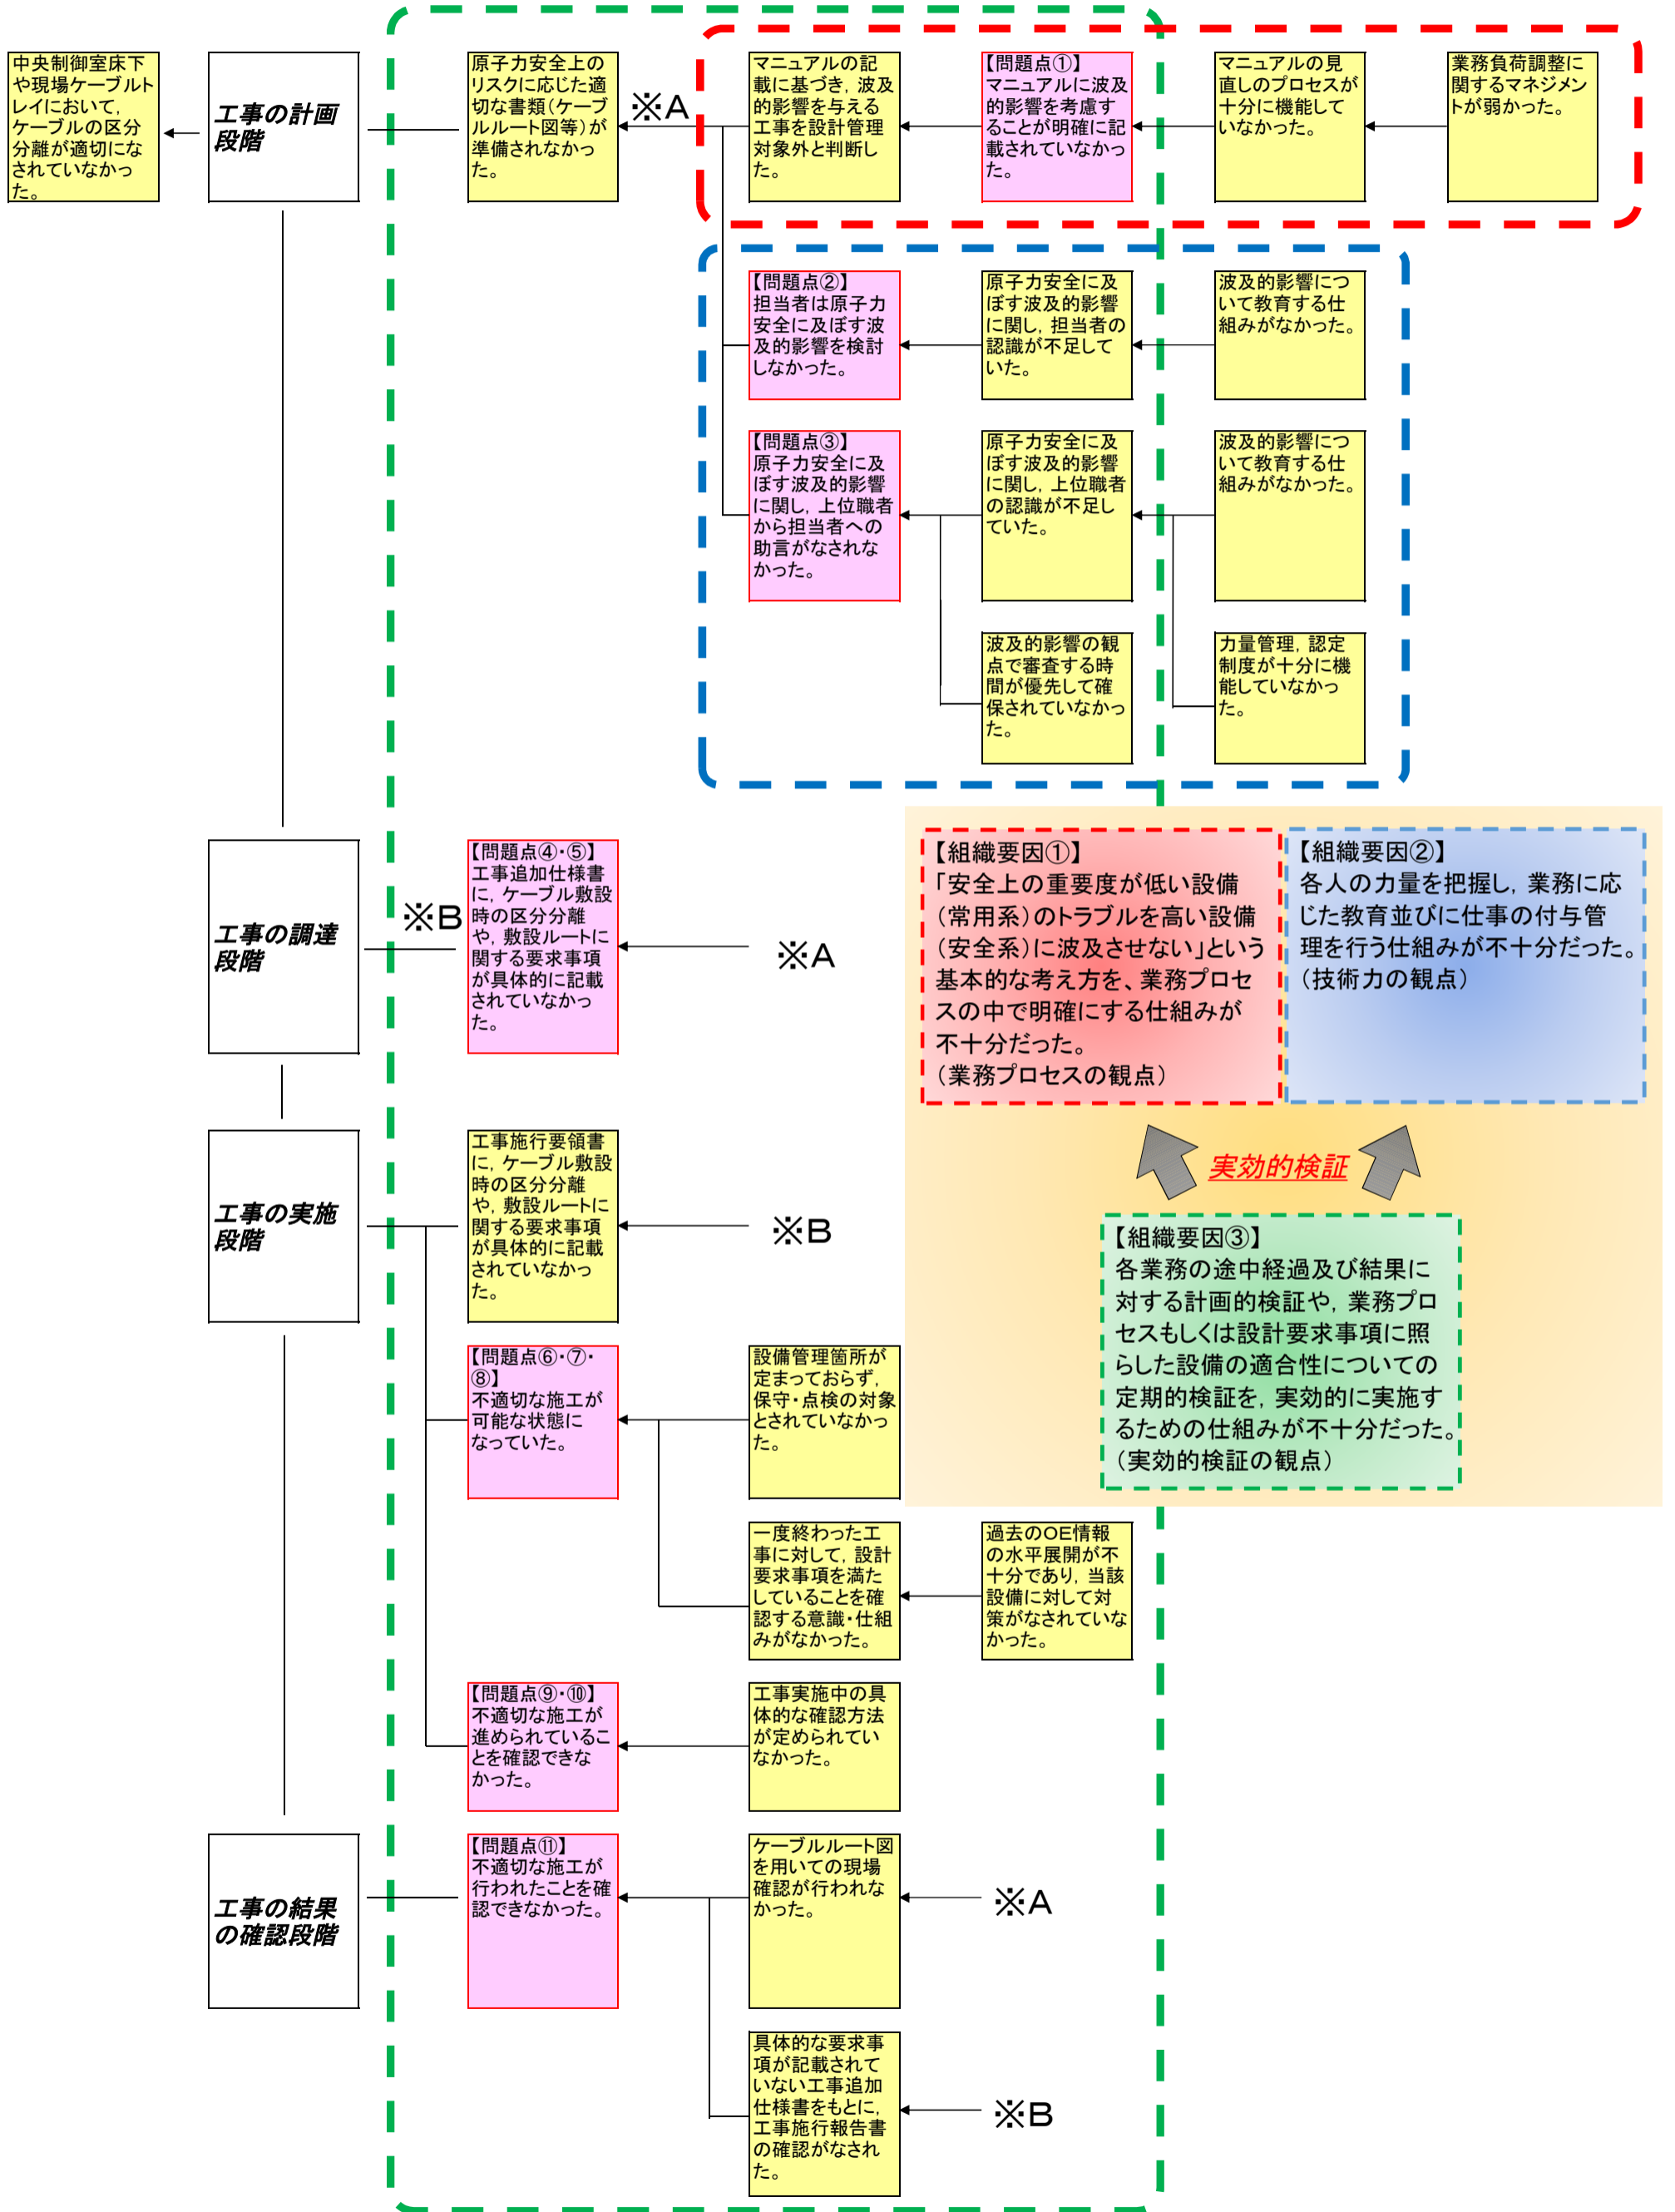 中央制御室床下
や現場ケーブルト
レイにおいて，
ケーブルの区分
分離が適切にな
されていなかっ
た。
工事の計画
段階
原子力安全上の
リスクに応じた適
切な書類（ケーブ
ルルート図等）が
準備されなかっ
た。
※A
マニュアルの記
載に基づき，波及
的影響を与える
工事を設計管理
対象外と判断し
た。
【問題点①】
マニュアルに波及
的影響を考慮す
ることが明確に記
載されていなかっ
た。
マニュアルの見
直しのプロセスが
十分に機能して
いなかった。
業務負荷調整に
関するマネジメン
トが弱かった。
【問題点②】
担当者は原子力
安全に及ぼす波
及的影響を検討
しなかった。
原子力安全に及
ぼす波及的影響
に関し，担当者の
認識が不足して
いた。
波及的影響につ
いて教育する仕
組みがなかった。
【問題点③】
原子力安全に及
ぼす波及的影響
に関し，上位職者
から担当者への
助言がなされな
かった。
原子力安全に及
ぼす波及的影響
に関し，上位職者
の認識が不足し
ていた。
波及的影響につ
いて教育する仕
組みがなかった。
波及的影響の観
点で審査する時
間が優先して確
保されていなかっ
た。
力量管理，認定
制度が十分に機
能していなかっ
た。
工事の調達
段階
※B
【問題点④・⑤】
工事追加仕様書
に，ケーブル敷設
時の区分分離
や，敷設ルートに
関する要求事項
が具体的に記載
されていなかっ
た。
※A
【組織要因①】
「安全上の重要度が低い設備
（常用系）のトラブルを高い設備
（安全系）に波及させない」という
基本的な考え方を、業務プロセ
スの中で明確にする仕組みが
不十分だった。
（業務プロセスの観点）
【組織要因②】
各人の力量を把握し，業務に応
じた教育並びに仕事の付与管
理を行う仕組みが不十分だった。
（技術力の観点）
実効的検証
【組織要因③】
各業務の途中経過及び結果に
対する計画的検証や，業務プロ
セスもしくは設計要求事項に照
らした設備の適合性についての
定期的検証を，実効的に実施す
るための仕組みが不十分だった。
（実効的検証の観点）
工事の実施
段階
工事施行要領書
に，ケーブル敷設
時の区分分離
や，敷設ルートに
関する要求事項
が具体的に記載
されていなかっ
た。
※B
【問題点⑥・⑦・
⑧】
不適切な施工が
可能な状態に
なっていた。
設備管理箇所が
定まっておらず，
保守・点検の対象
とされていなかっ
た。
一度終わった工
事に対して，設計
要求事項を満た
していることを確
認する意識・仕組
みがなかった。
過去のOE情報
の水平展開が不
十分であり，当該
設備に対して対
策がなされていな
かった。
【問題点⑨・⑩】
不適切な施工が
進められているこ
とを確認できな
かった。
工事実施中の具
体的な確認方法
が定められてい
なかった。
工事の結果
の確認段階
【問題点⑪】
不適切な施工が
行われたことを確
認できなかった。
ケーブルルート図
を用いての現場
確認が行われな
かった。
※A
具体的な要求事
項が記載されて
いない工事追加
仕様書をもとに，
工事施行報告書
の確認がなされ
た。
※B